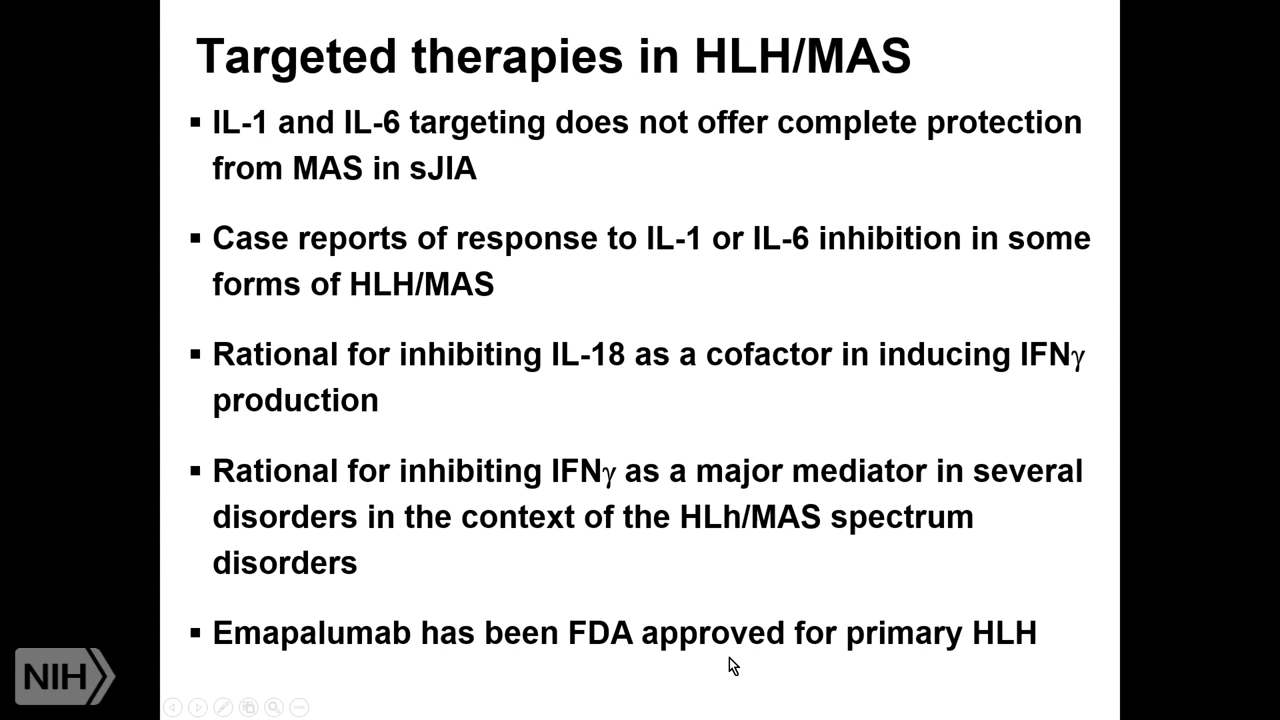 Targeted therapies in HLH/MAS
▪ IL-1 and IL-6 targeting does not offer complete protection
from MAS in sJIA
▪ Case reports of response to IL-1 or IL-6 inhibition in some
forms of HLH/MAS
▪ Rational for inhibiting IL-18 as a cofactor in inducing IFNγ
production
▪ Rational for inhibiting IFNγ as a major mediator in several
disorders in the context of the HLh/MAS spectrum
disorders
▪ Emapalumab has been FDA approved for primary HLH
NIH